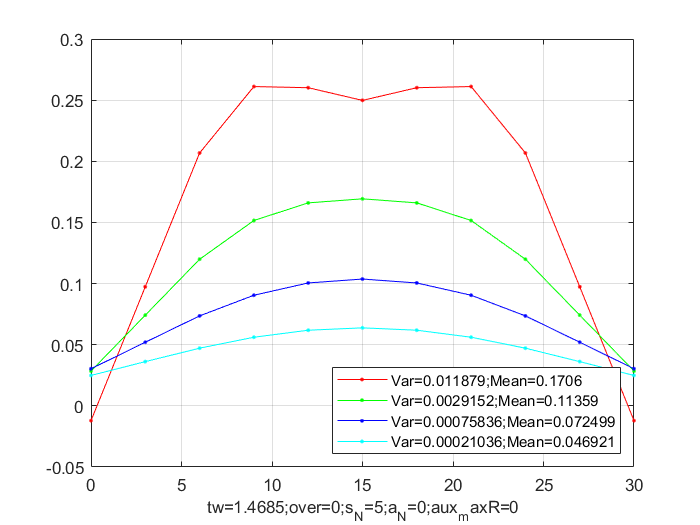 0.3
0.25
0.2
0.15
0.1
0.05
0
-0.05
Var=0.011879;Mean=0.1706
Var=0.0029152;Mean=0.11359
Var=0.00075836;Mean=0.072499
Var=0.00021036;Mean=0.046921
0 5 10 15 20 25 30
tw=1.4685;over=0;s_N=5;a_N=0;aux_maxR=0